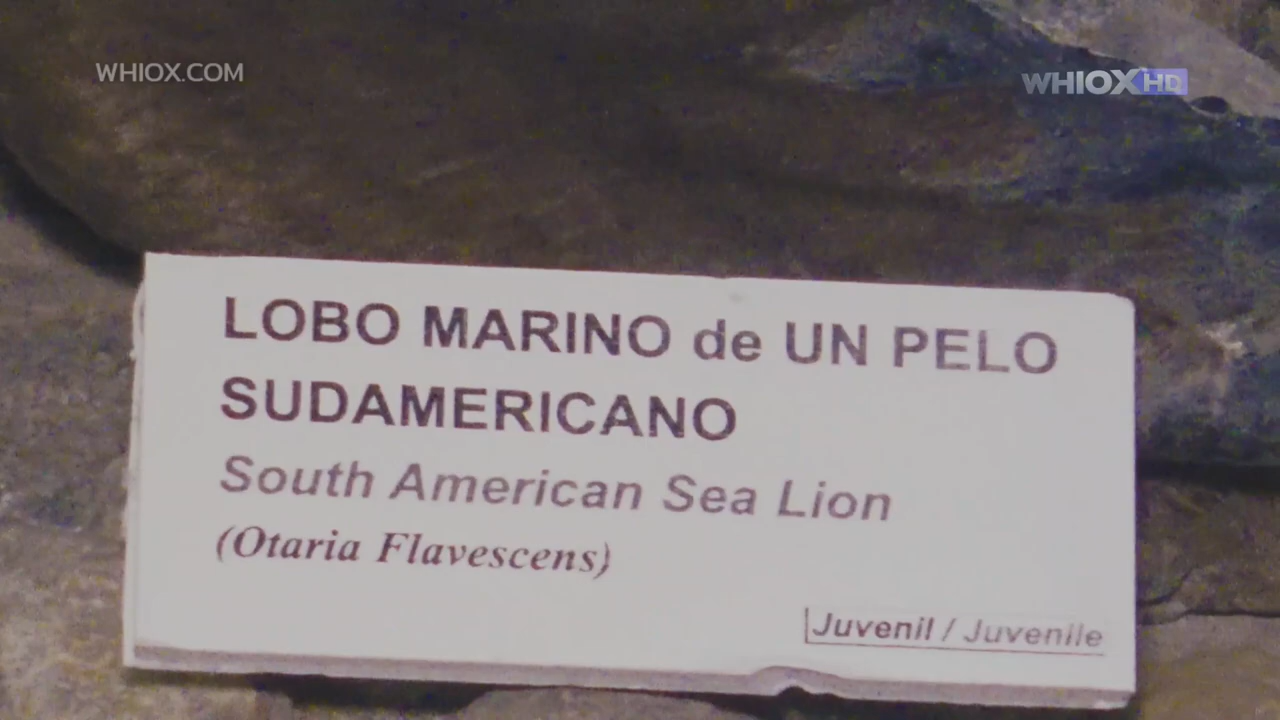 WHIOX.COM
WHIOXHD
LOBO MARINO de UN PELO
SUDAMERICANO
South American Sea Lion
(Otaria Flavescens)
Juvenil / Juvenile